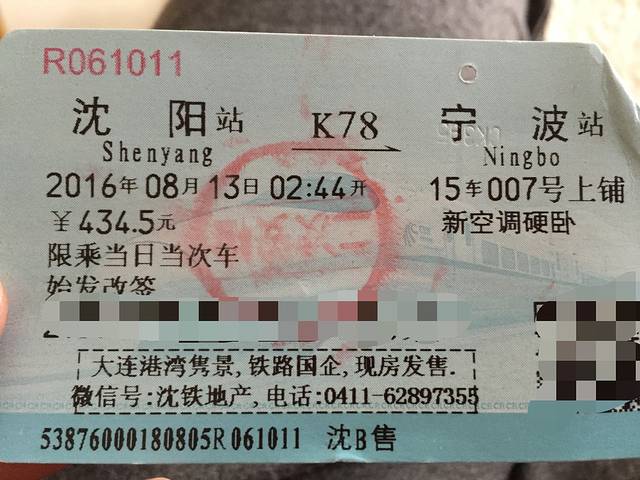 R061011
沈阳站 K78 宁波站
Shenyang Ningbo
2016年08月13日02:44开 15车007号上铺
￥434.5元 新空调硬卧
限乘当日当次车
始发改签
大连港湾隽景,铁路国企,现房发售.
微信号:沈铁地产,电话:0411-62897355
53876000180805R061011 沈B售